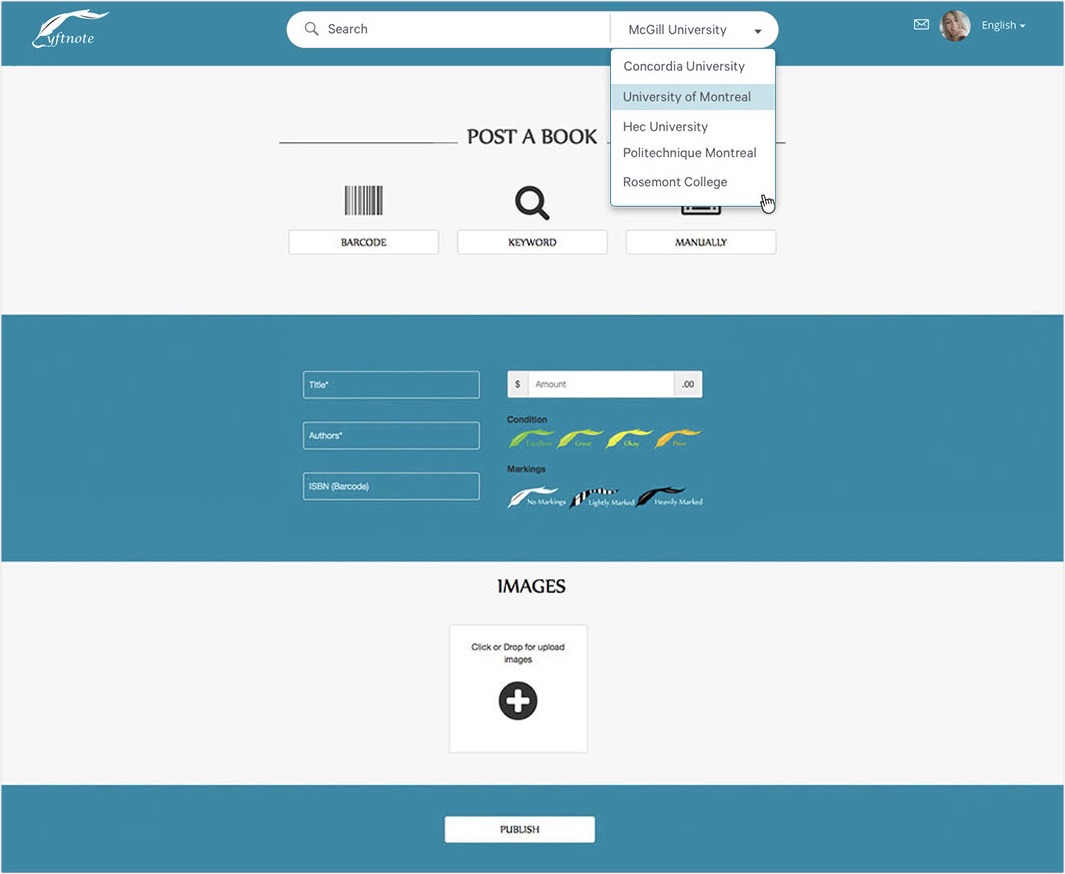 Lyftnote
Search
McGill University
English
Concordia University
University of Montreal
Hec University
Politechnique Montreal
Rosemont College
POST A BOOK
BARCODE
KEYWORD
MANUALLY
Title*
$ Amount .00
Authors*
Condition
Excellent Great Okay Poor
ISBN (Barcode)
Markings
No Markings Lightly Marked Heavily Marked
IMAGES
Click or Drop for upload
images
PUBLISH